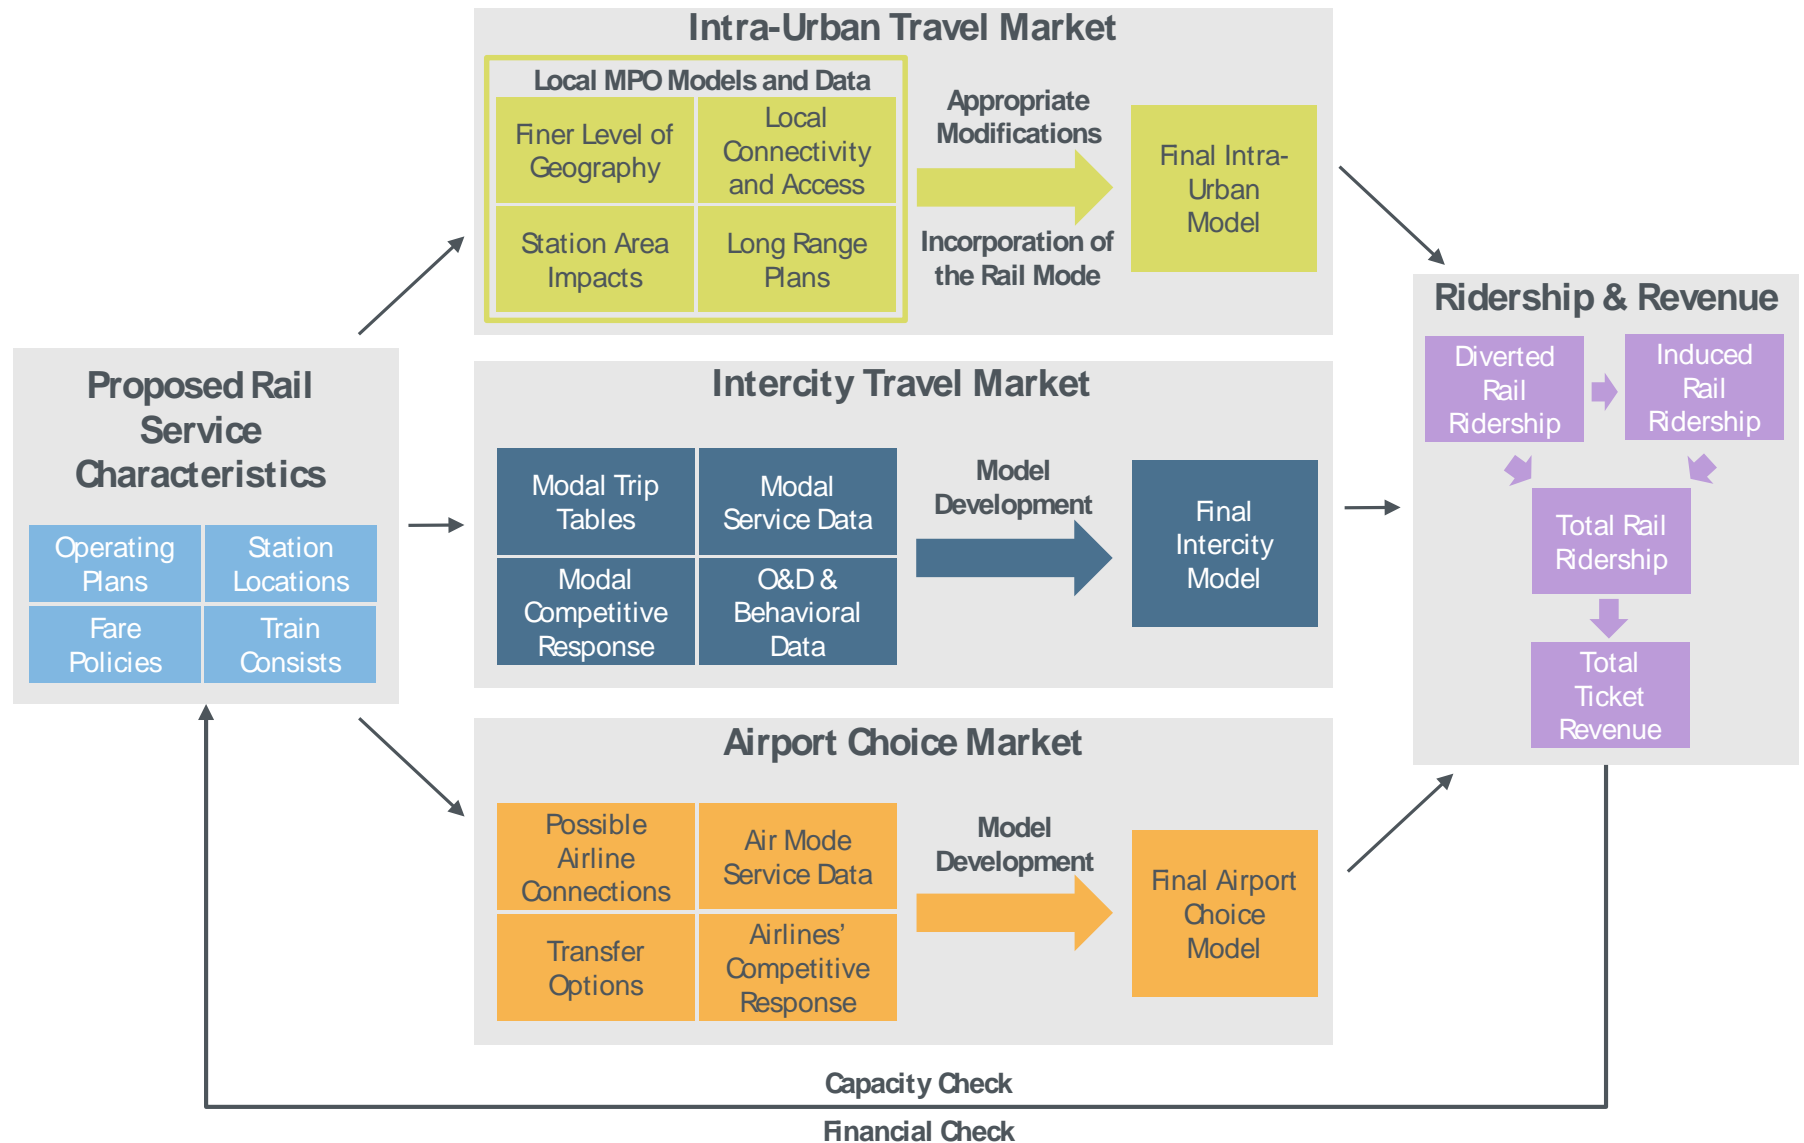 Intra-Urban Travel Market
Local MPO Models and Data
Finer Level of
Geography
Local
Connectivity
and Access
Station Area
Impacts
Long Range
Plans
Appropriate
Modifications
Incorporation of
the Rail Mode
Final Intra-
Urban
Model
Proposed Rail
Service
Characteristics
Operating
Plans
Station
Locations
Fare
Policies
Train
Consists
Intercity Travel Market
Modal Trip
Tables
Modal
Service Data
Modal
Competitive
Response
O&D &
Behavioral
Data
Model
Development
Final
Intercity
Model
Airport Choice Market
Possible
Airline
Connections
Air Mode
Service Data
Transfer
Options
Airlines’
Competitive
Response
Model
Development
Final Airport
Choice
Model
Ridership & Revenue
Diverted
Rail
Ridership
Induced
Rail
Ridership
Total Rail
Ridership
Total
Ticket
Revenue
Capacity Check
Financial Check